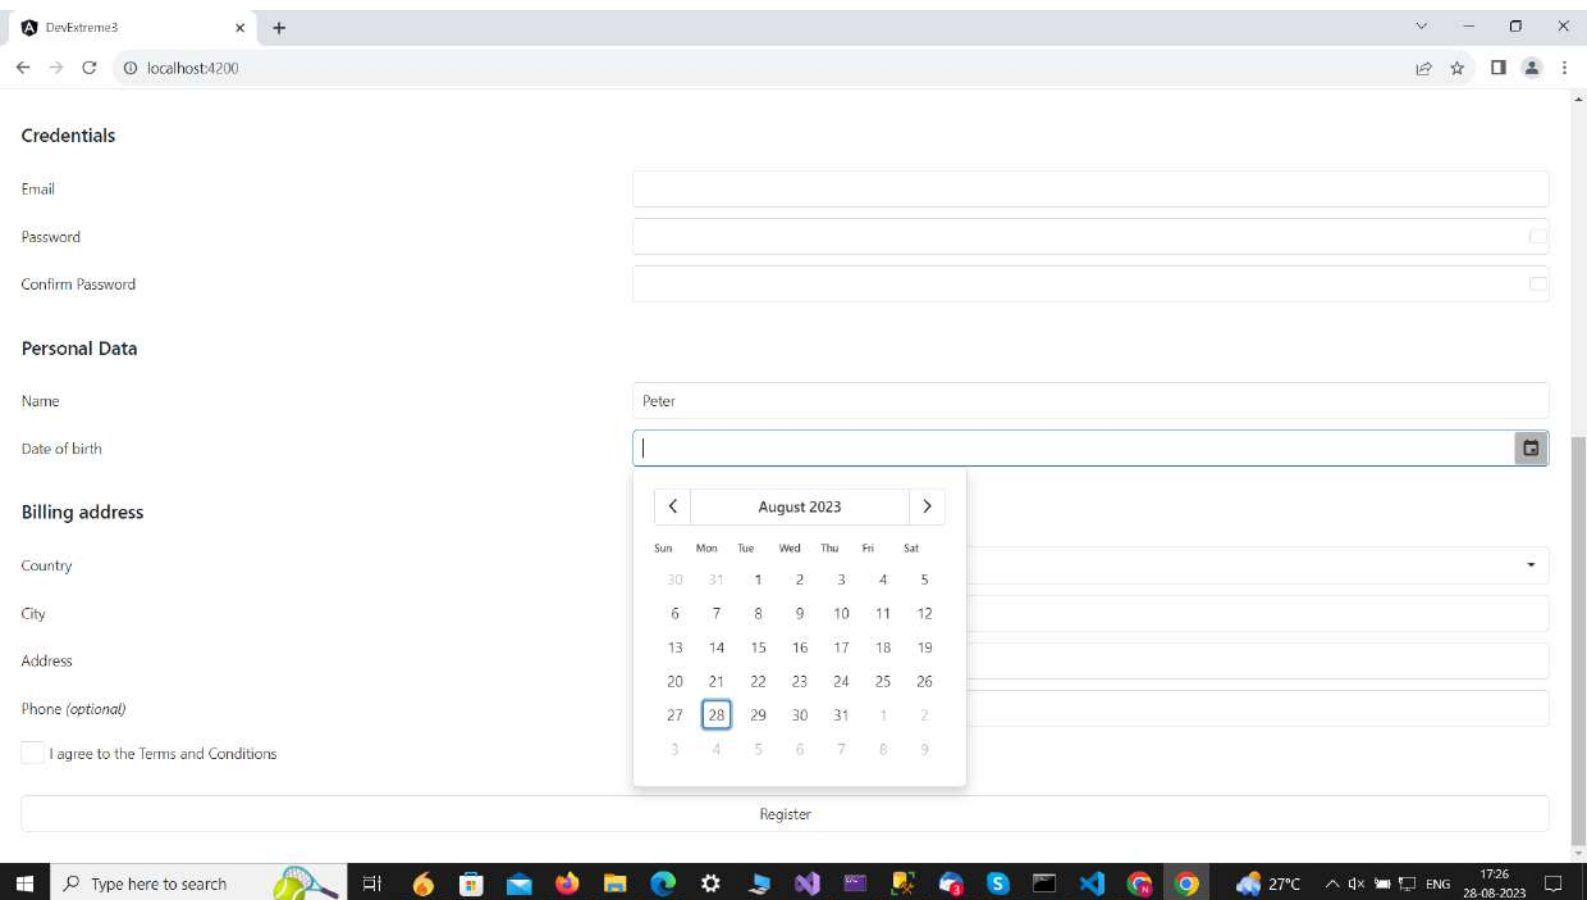 DevExtreme3
localhost:4200
Credentials
Email
Password
Confirm Password
Personal Data
Name
Peter
Date of birth
August 2023
Sun Mon Tue Wed Thu Fri Sat
30 31 1 2 3 4 5
6 7 8 9 10 11 12
13 14 15 16 17 18 19
20 21 22 23 24 25 26
27 28 29 30 31 1 2
3 4 5 6 7 8 9
Billing address
Country
City
Address
Phone (optional)
I agree to the Terms and Conditions
Register
Type here to search
27°C
ENG
17:26
28-08-2023